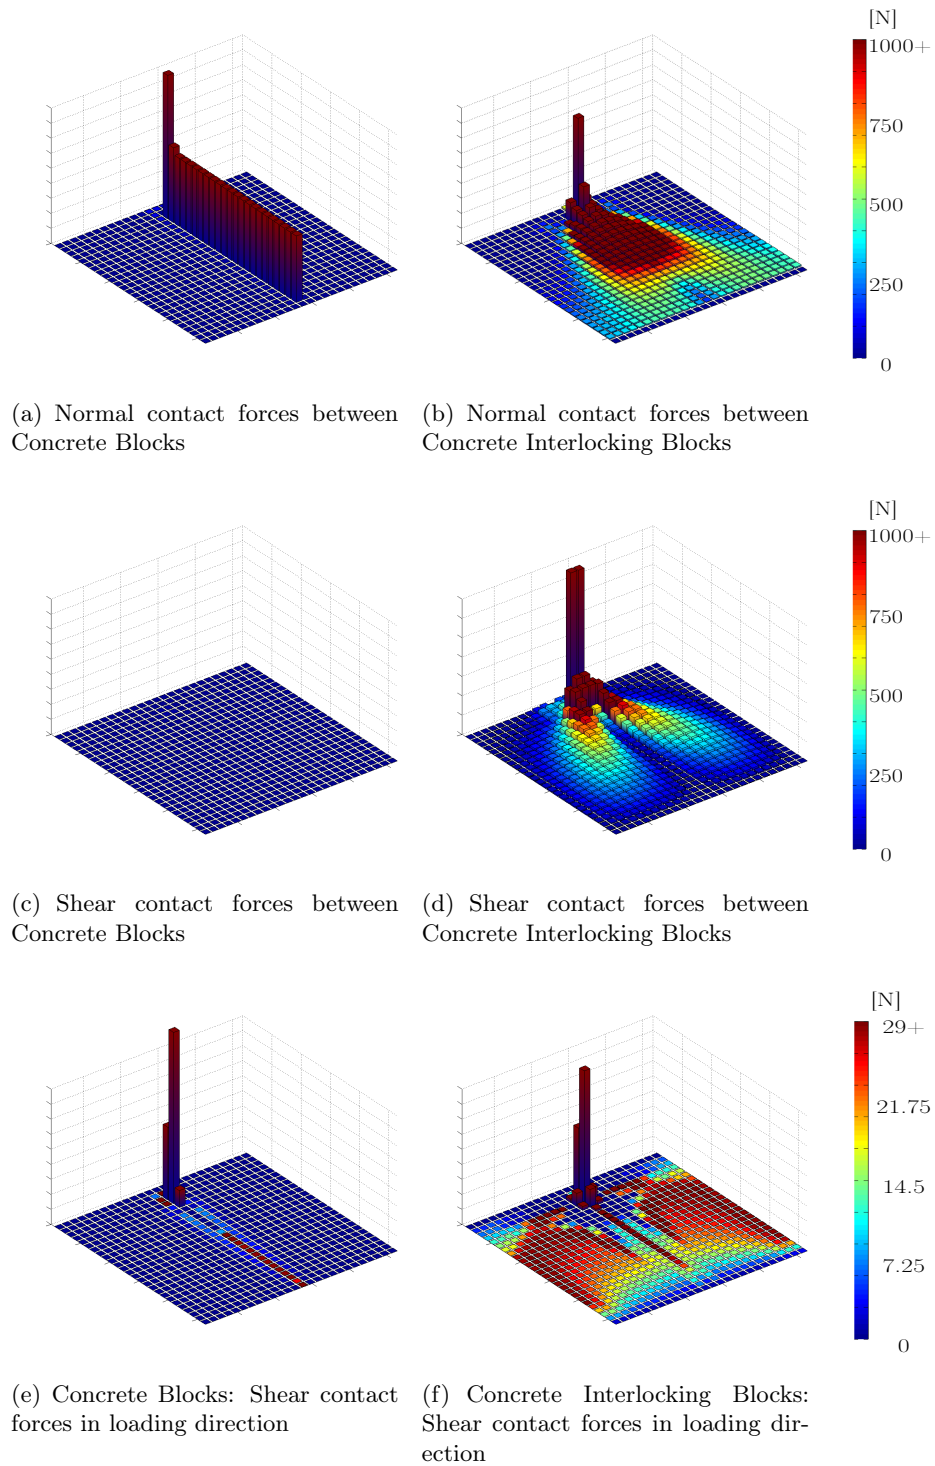 [N]
1000+
750
500
250
0
(a) Normal contact forces between
Concrete Blocks
(b) Normal contact forces between
Concrete Interlocking Blocks
[N]
1000+
750
500
250
0
(c) Shear contact forces between
Concrete Blocks
(d) Shear contact forces between
Concrete Interlocking Blocks
[N]
29+
21.75
14.5
7.25
0
(e) Concrete Blocks: Shear contact
forces in loading direction
(f) Concrete Interlocking Blocks:
Shear contact forces in loading dir-
ection